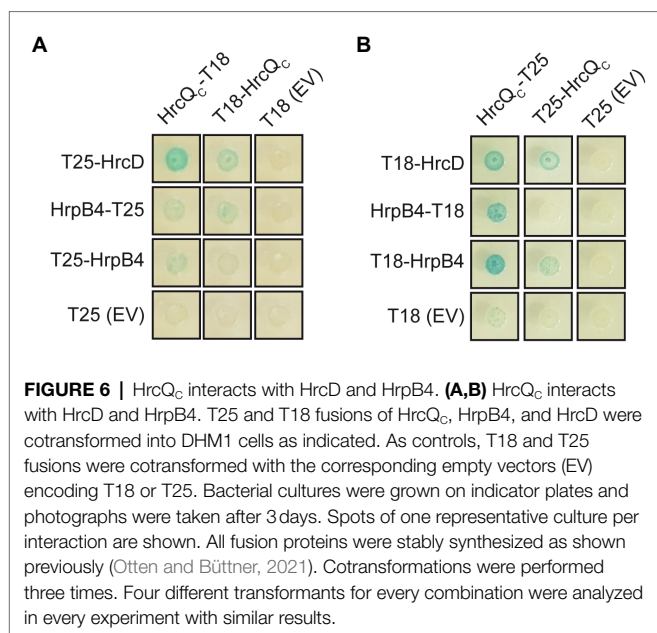 A
B
HrcQC-T18
T18-HrcQC
T18 (EV)
HrcQC-T25
T25-HrcQC
T25 (EV)
T25-HrcD
HrpB4-T25
T25-HrpB4
T25 (EV)
T18-HrcD
HrpB4-T18
T18-HrpB4
T18 (EV)
FIGURE 6 | HrcQC interacts with HrcD and HrpB4. (A,B) HrcQC interacts
with HrcD and HrpB4. T25 and T18 fusions of HrcQC, HrpB4, and HrcD were
cotransformed into DHM1 cells as indicated. As controls, T18 and T25
fusions were cotransformed with the corresponding empty vectors (EV)
encoding T18 or T25. Bacterial cultures were grown on indicator plates and
photographs were taken after 3 days. Spots of one representative culture per
interaction are shown. All fusion proteins were stably synthesized as shown
previously (Otten and Büttner, 2021). Cotransformations were performed
three times. Four different transformants for every combination were analyzed
in every experiment with similar results.